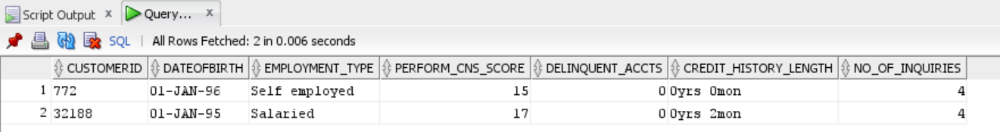 Script Output x Query... x
SQL | All Rows Fetched: 2 in 0.006 seconds
CUSTOMERID DATEOFBIRTH EMPLOYMENT_TYPE PERFORM_CNS_SCORE DELINQUENT_ACCTS CREDIT_HISTORY_LENGTH NO_OF_INQUIRIES
1 772 01-JAN-96 Self employed 15 0 0yrs 0mon 4
2 32188 01-JAN-95 Salaried 17 0 0yrs 2mon 4